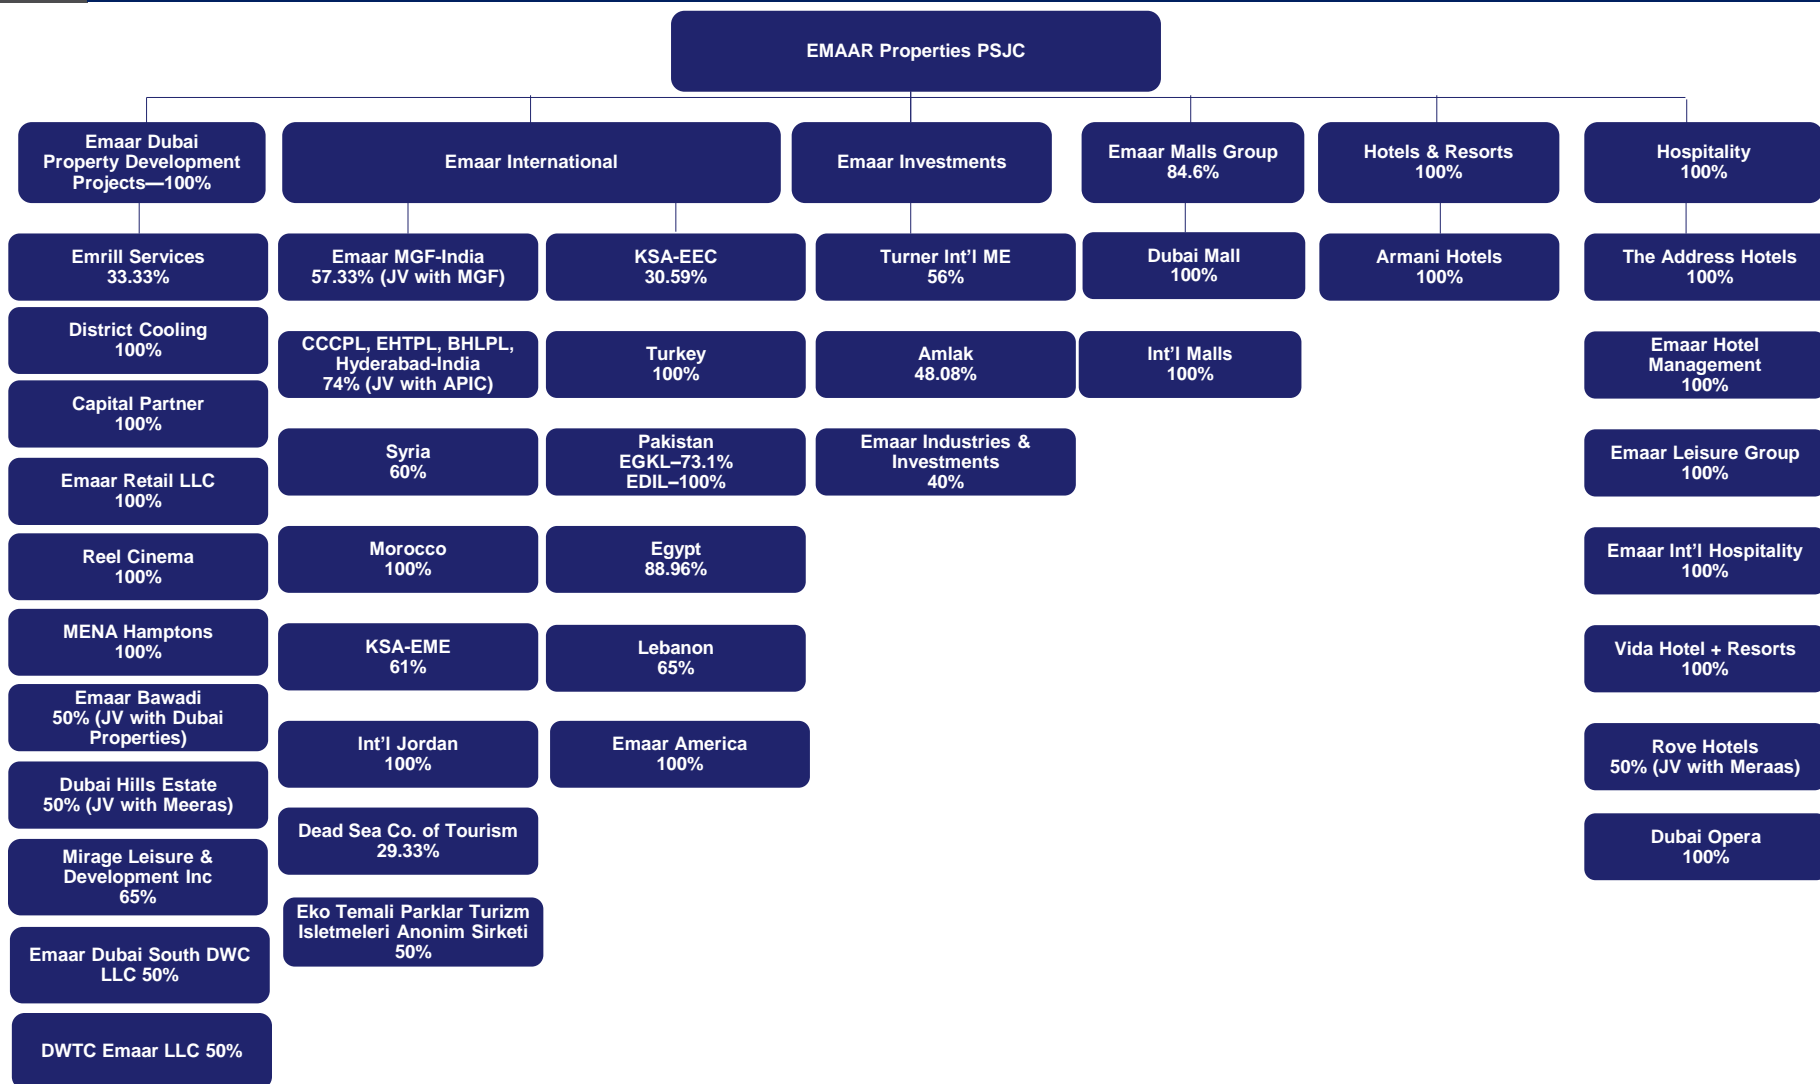 EMAAR Properties PSJC
Emaar Dubai
Property Development
Projects—100%
Emaar International
Emaar Investments
Emaar Malls Group
84.6%
Hotels & Resorts
100%
Hospitality
100%
Emrill Services
33.33%
District Cooling
100%
Capital Partner
100%
Emaar Retail LLC
100%
Reel Cinema
100%
MENA Hamptons
100%
Emaar Bawadi
50% (JV with Dubai
Properties)
Dubai Hills Estate
50% (JV with Meeras)
Mirage Leisure &
Development Inc
65%
Emaar Dubai South DWC
LLC 50%
DWTC Emaar LLC 50%
Emaar MGF-India
57.33% (JV with MGF)
CCCPL, EHTPL, BHLPL,
Hyderabad-India
74% (JV with APIC)
Syria
60%
Morocco
100%
KSA-EME
61%
Int’l Jordan
100%
Dead Sea Co. of Tourism
29.33%
Eko Temali Parklar Turizm
Isletmeleri Anonim Sirketi
50%
KSA-EEC
30.59%
Turkey
100%
Pakistan
EGKL–73.1%
EDIL–100%
Egypt
88.96%
Lebanon
65%
Emaar America
100%
Turner Int’l ME
56%
Amlak
48.08%
Emaar Industries &
Investments
40%
Dubai Mall
100%
Int’l Malls
100%
Armani Hotels
100%
The Address Hotels
100%
Emaar Hotel
Management
100%
Emaar Leisure Group
100%
Emaar Int’l Hospitality
100%
Vida Hotel + Resorts
100%
Rove Hotels
50% (JV with Meraas)
Dubai Opera
100%